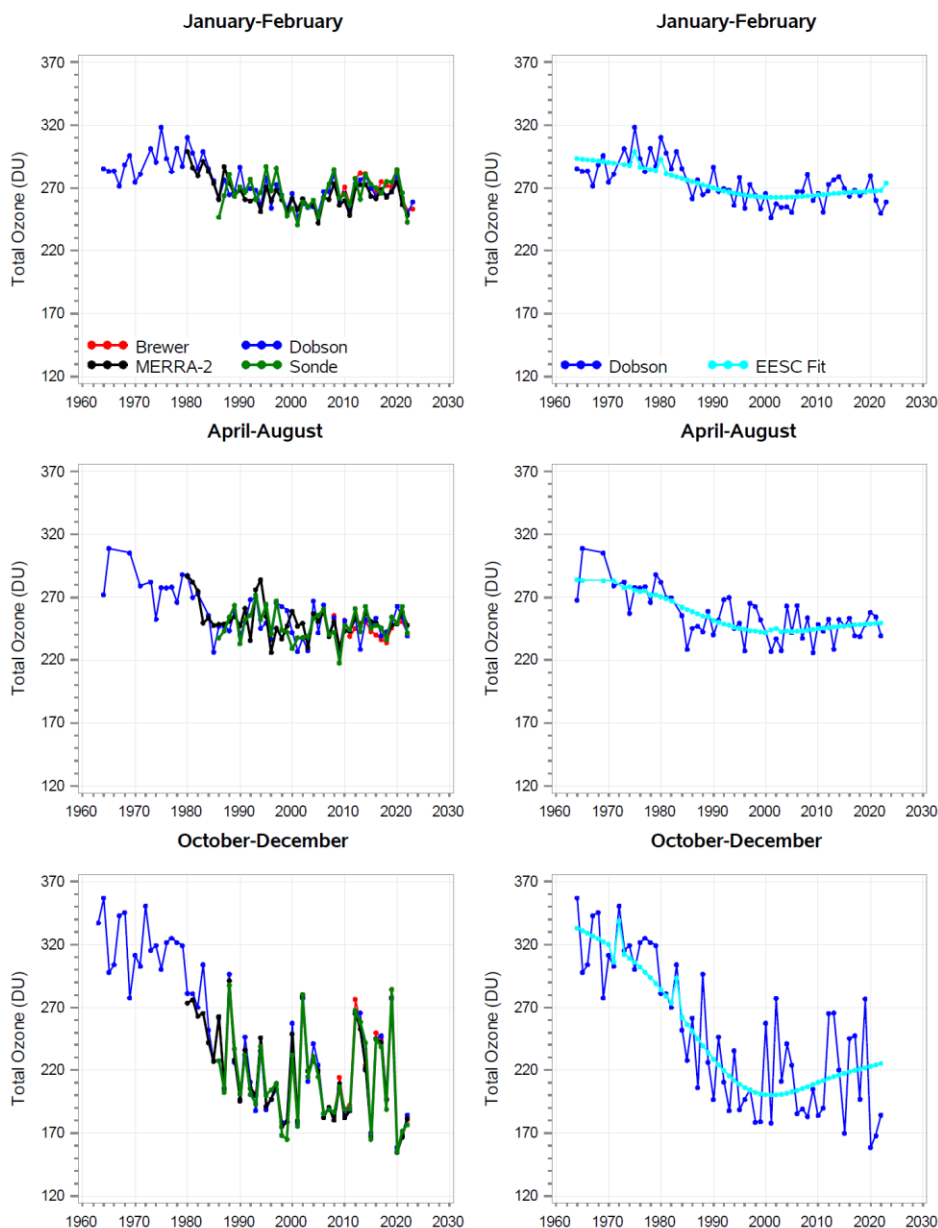 January-February
Total Ozone (DU)
370
320
270
220
170
120
Brewer
Dobson
MERRA-2
Sonde
1960 1970 1980 1990 2000 2010 2020 2030
January-February
Total Ozone (DU)
370
320
270
220
170
120
Dobson
EESC Fit
1960 1970 1980 1990 2000 2010 2020 2030
April-August
Total Ozone (DU)
370
320
270
220
170
120
1960 1970 1980 1990 2000 2010 2020 2030
April-August
Total Ozone (DU)
370
320
270
220
170
120
1960 1970 1980 1990 2000 2010 2020 2030
October-December
Total Ozone (DU)
370
320
270
220
170
120
1960 1970 1980 1990 2000 2010 2020 2030
October-December
Total Ozone (DU)
370
320
270
220
170
120
1960 1970 1980 1990 2000 2010 2020 2030